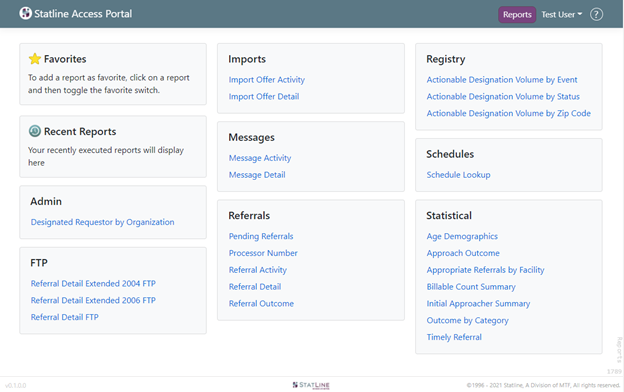 Statline Access Portal
Reports
Test User
?
Favorites
To add a report as favorite, click on a report
and then toggle the favorite switch.
Recent Reports
Your recently executed reports will display
here
Admin
Designated Requestor by Organization
FTP
Referral Detail Extended 2004 FTP
Referral Detail Extended 2006 FTP
Referral Detail FTP
Imports
Import Offer Activity
Import Offer Detail
Messages
Message Activity
Message Detail
Referrals
Pending Referrals
Processor Number
Referral Activity
Referral Detail
Referral Outcome
Registry
Actionable Designation Volume by Event
Actionable Designation Volume by Status
Actionable Designation Volume by Zip Code
Schedules
Schedule Lookup
Statistical
Age Demographics
Approach Outcome
Appropriate Referrals by Facility
Billable Count Summary
Initial Approacher Summary
Outcome by Category
Timely Referral
Reports
v0.1.0.0
STATLINE
©1996 - 2021 Statline, A Division of MTF, All rights reserved.